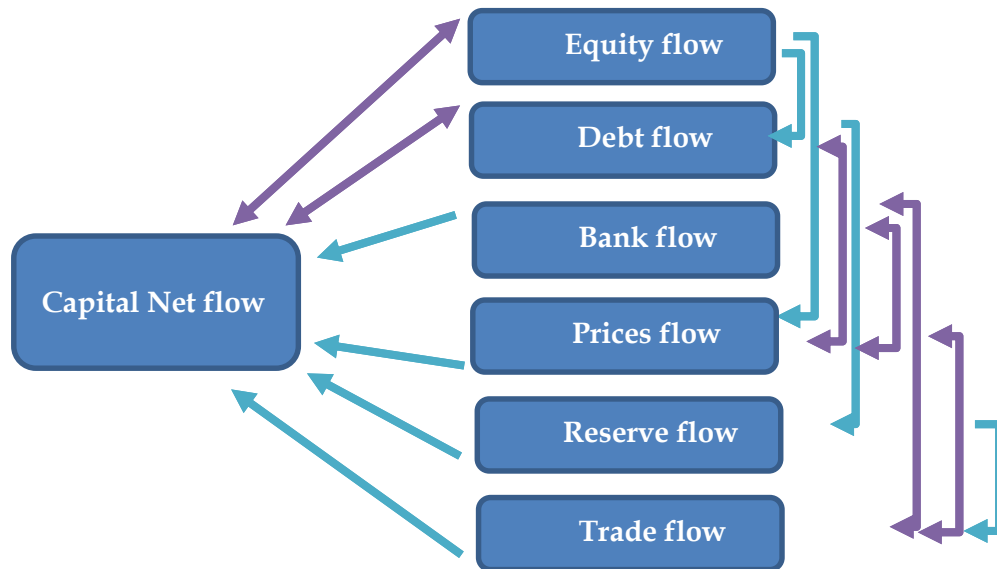 Equity flow
Debt flow
Bank flow
Capital Net flow
Prices flow
Reserve flow
Trade flow